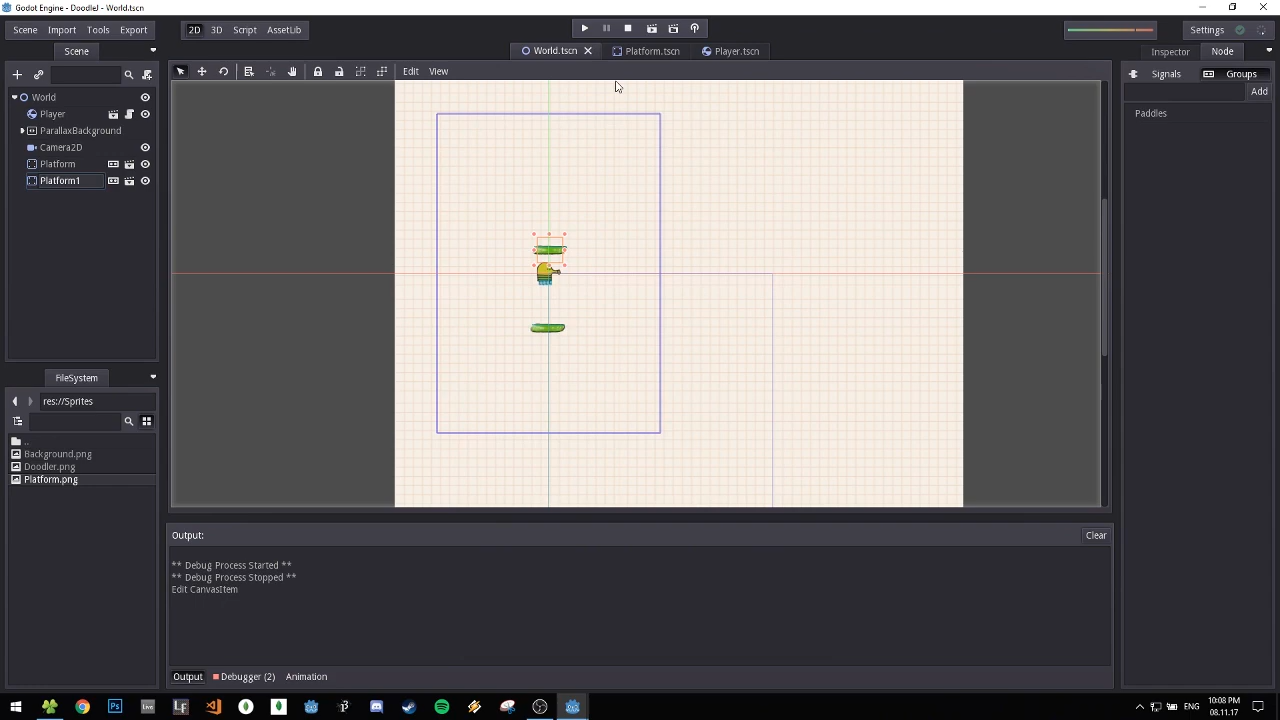 Godot Engine - DoodleJ - World.tscn
Scene Import Tools Export
2D 3D Script AssetLib
Settings
Scene
World.tscn Platform.tscn Player.tscn
Inspector Node
Edit View
Signals Groups
Add
Paddles
World
Player
ParallaxBackground
Camera2D
Platform
Platform1
FileSystem
res://Sprites
..
Background.png
Doodler.png
Platform.png
Output:
Clear
** Debug Process Started **
** Debug Process Stopped **
Edit CanvasItem
Output Debugger (2) Animation
ENG
10:08 PM
08.11.17